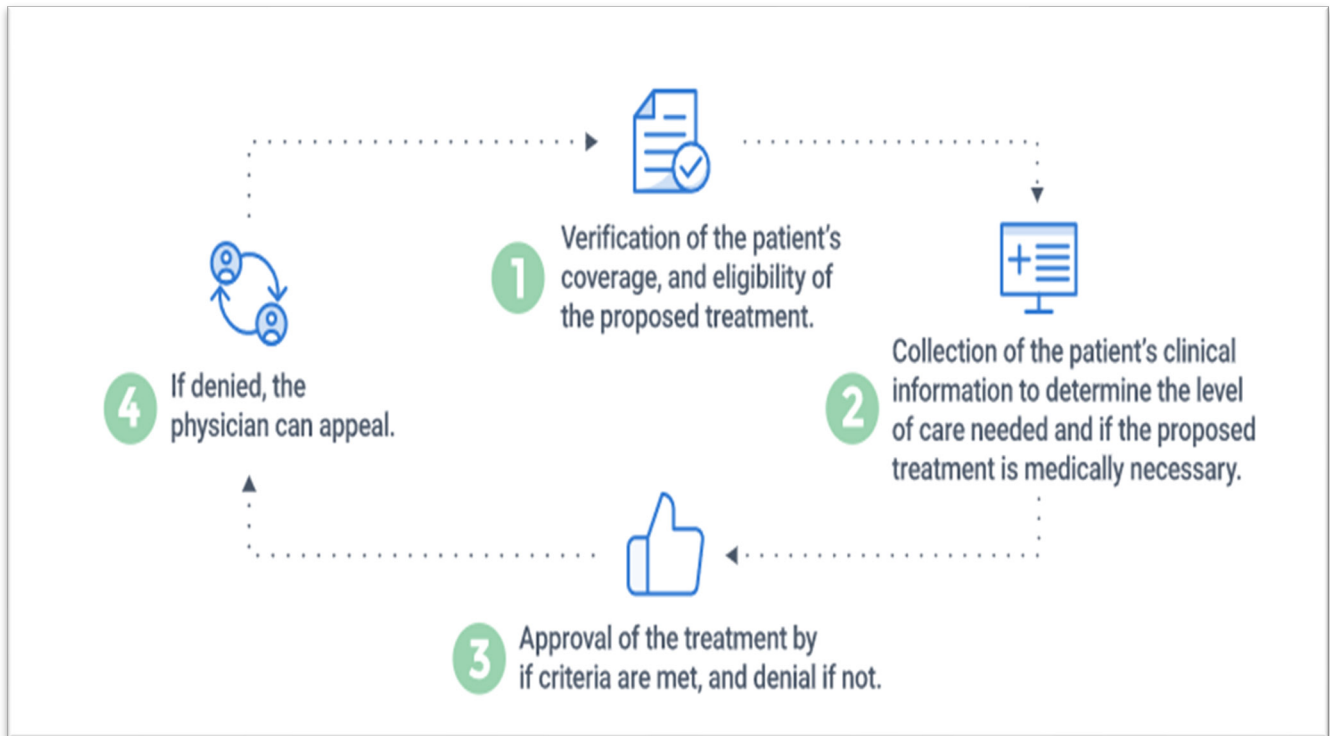 1
Verification of the patient's
coverage, and eligibility of
the proposed treatment.
2
Collection of the patient's clinical
information to determine the level
of care needed and if the proposed
treatment is medically necessary.
3
Approval of the treatment by
if criteria are met, and denial if not.
4
If denied, the
physician can appeal.